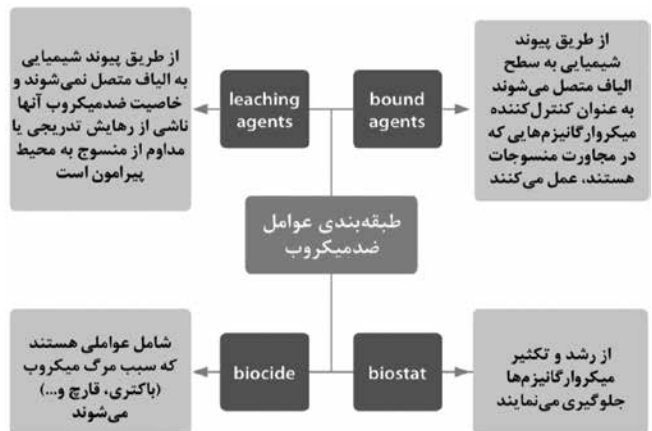 از طریق پیوند شیمیایی
به الیاف متصل نمی‌شوند و
خاصیت ضدمیکروب آنها
ناشی از رهایش تدریجی یا
مداوم از منسوج به محیط
پیرامون است
leaching
agents
bound
agents
از طریق پیوند
شیمیایی به سطح
الیاف متصل می‌شوند
به عنوان کنترل‌کننده
میکروارگانیزم‌هایی که
در مجاورت منسوجات
هستند، عمل می‌کنند
طبقه‌بندی عوامل
ضدمیکروب
شامل عواملی هستند
که سبب مرگ میکروب
(باکتری، قارچ و...)
می‌شوند
biocide
biostat
از رشد و تکثیر
میکروارگانیزم‌ها
جلوگیری می‌نمایند